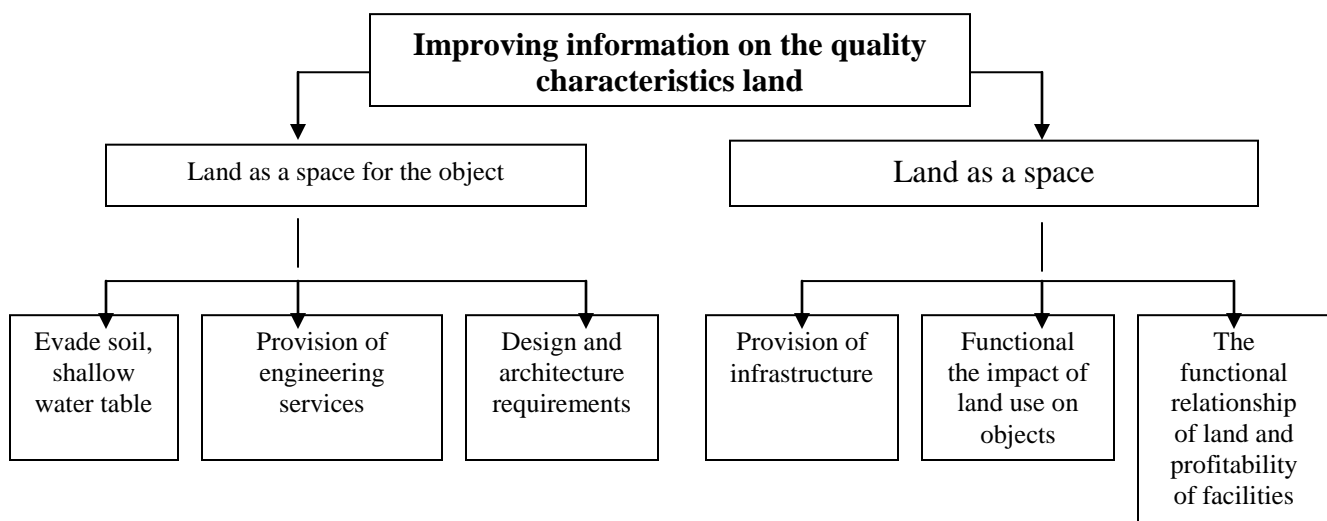 Improving information on the quality
characteristics land
Land as a space for the object
Land as a space
Evade soil,
shallow
water table
Provision of
engineering
services
Design and
architecture
requirements
Provision of
infrastructure
Functional
the impact of
land use on
objects
The
functional
relationship
of land and
profitability
of facilities